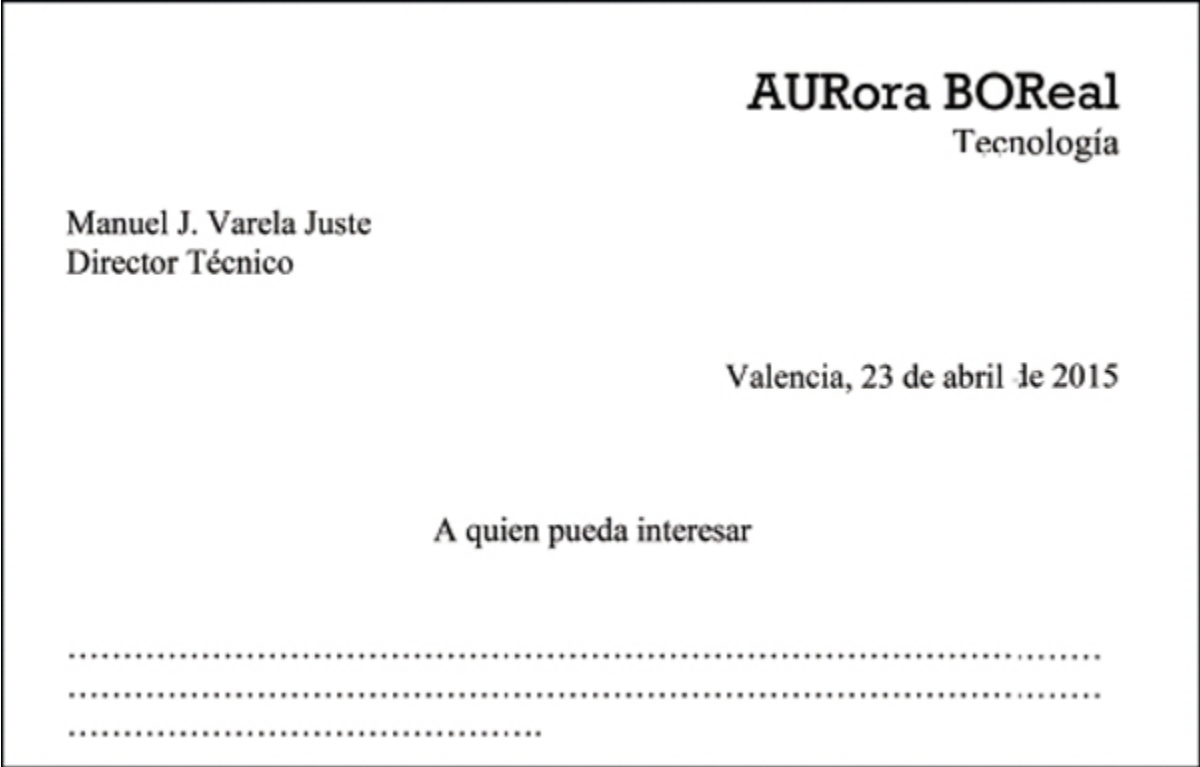 AURora BOReal
Tecnología
Manuel J. Varela Juste
Director Técnico
Valencia, 23 de abril de 2015
A quien pueda interesar
................................................................................................................
................................................................................................................
...................................................